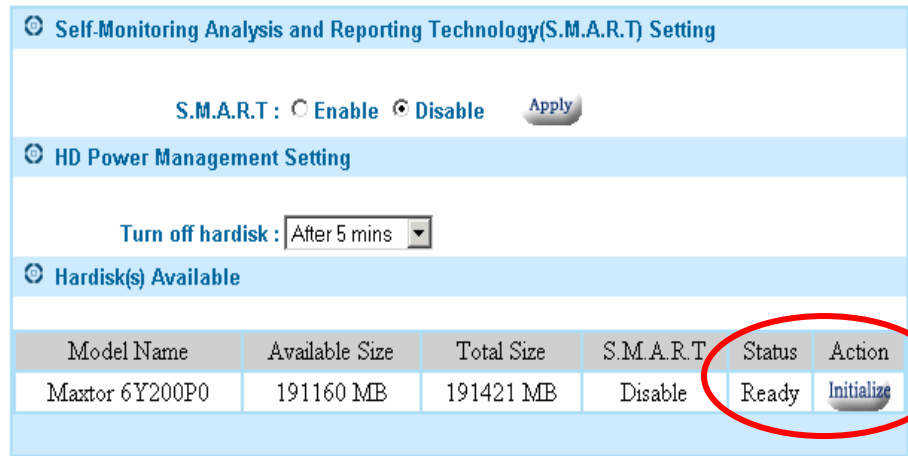 Self-Monitoring Analysis and Reporting Technology(S.M.A.R.T) Setting
S.M.A.R.T : Enable Disable Apply
HD Power Management Setting
Turn off hardisk : After 5 mins
Hardisk(s) Available
Model Name Available Size Total Size S.M.A.R.T Status Action
Maxtor 6Y200P0 191160 MB 191421 MB Disable Ready Initialize